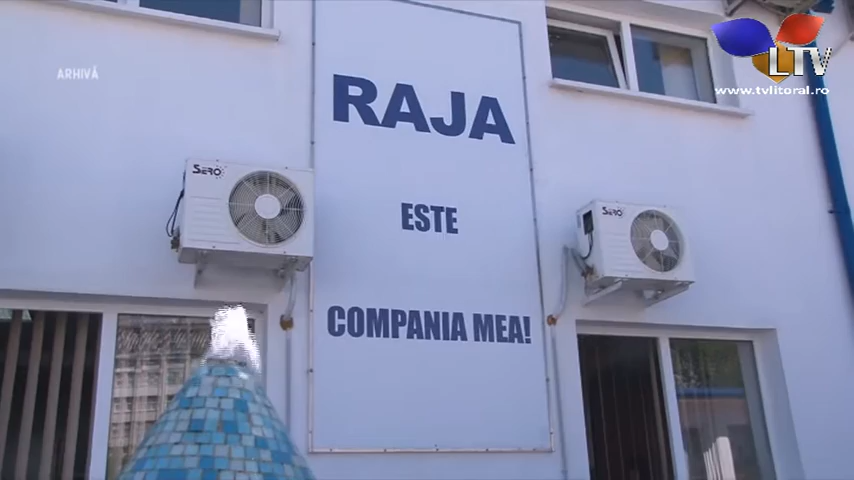 ARHIVĂ
LTV
www.tvlitoral.ro
RAJA
SERO
ESTE
SERO
COMPANIA MEA!